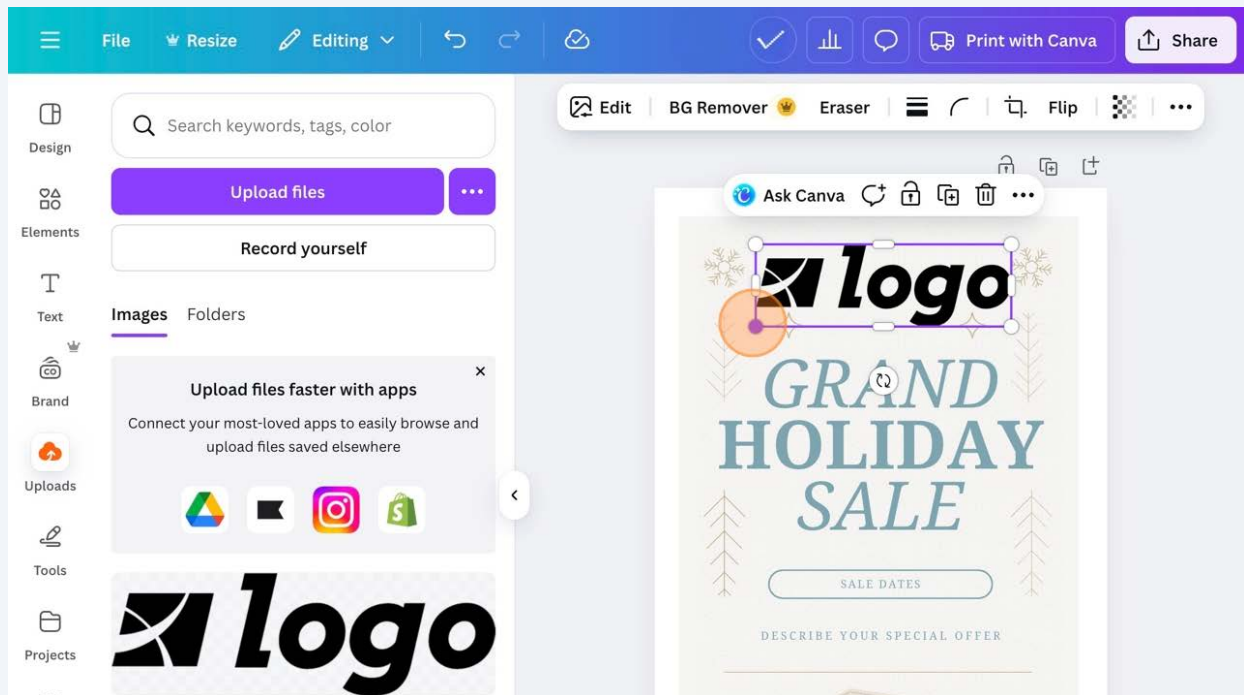 File Resize Editing Print with Canva Share
Design
Elements
Text
Brand
Uploads
Tools
Projects
Search keywords, tags, color
Upload files
Record yourself
Images Folders
Upload files faster with apps
Connect your most-loved apps to easily browse and
upload files saved elsewhere
logo
Edit BG Remover Eraser Flip
Ask Canva
logo
GRAND
HOLIDAY
SALE
SALE DATES
DESCRIBE YOUR SPECIAL OFFER